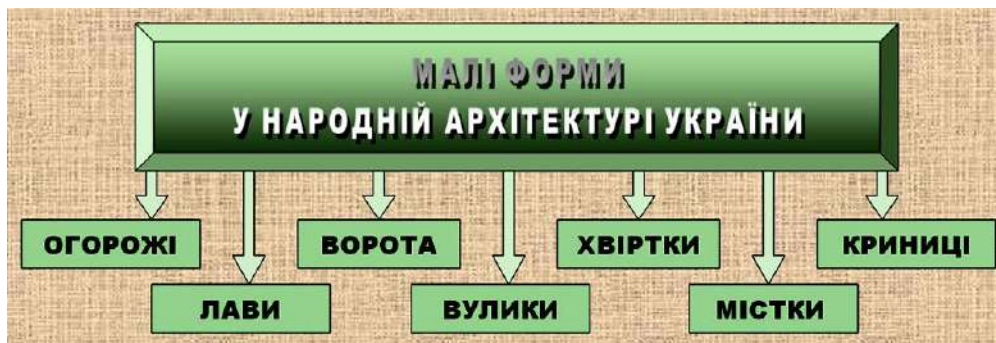 МАЛІ ФОРМИ
У НАРОДНІЙ АРХІТЕКТУРІ УКРАЇНИ
ОГОРОЖІ
ВОРОТА
ХВІРТКИ
КРИНИЦІ
ЛАВИ
ВУЛИКИ
МІСТКИ